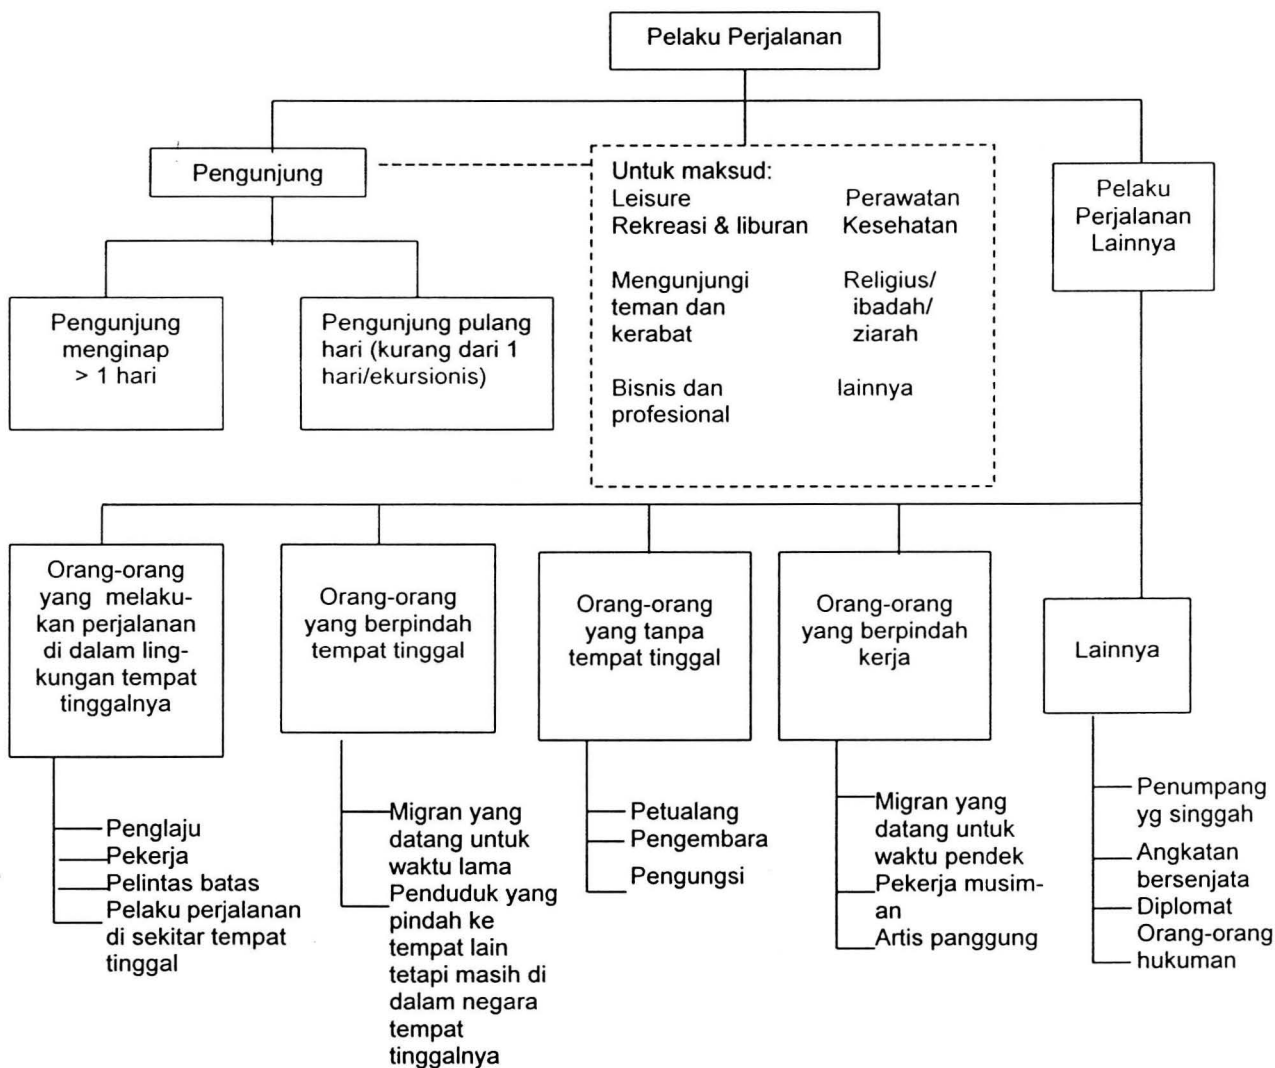 Pelaku Perjalanan
Pengunjung
Untuk maksud:
Leisure
Rekreasi & liburan
Mengunjungi
teman dan
kerabat
Bisnis dan
profesional
Perawatan
Kesehatan
Religius/
ibadah/
ziarah
lainnya
Pelaku
Perjalanan
Lainnya
Pengunjung
menginap
> 1 hari
Pengunjung pulang
hari (kurang dari 1
hari/ekursionis)
Orang-orang
yang melaku-
kan perjalanan
di dalam ling-
kungan tempat
tinggalnya
Orang-orang
yang berpindah
tempat tinggal
Orang-orang
yang tanpa
tempat tinggal
Orang-orang
yang berpindah
kerja
Lainnya
Penglaju
Pekerja
Pelintas batas
Pelaku perjalanan
di sekitar tempat
tinggal
Migran yang
datang untuk
waktu lama
Penduduk yang
pindah ke
tempat lain
tetapi masih di
dalam negara
tempat
tinggalnya
Petualang
Pengembara
Pengungsi
Migran yang
datang untuk
waktu pendek
Pekerja musim-
an
Artis panggung
Penumpang
yg singgah
Angkatan
bersenjata
Diplomat
Orang-orang
hukuman